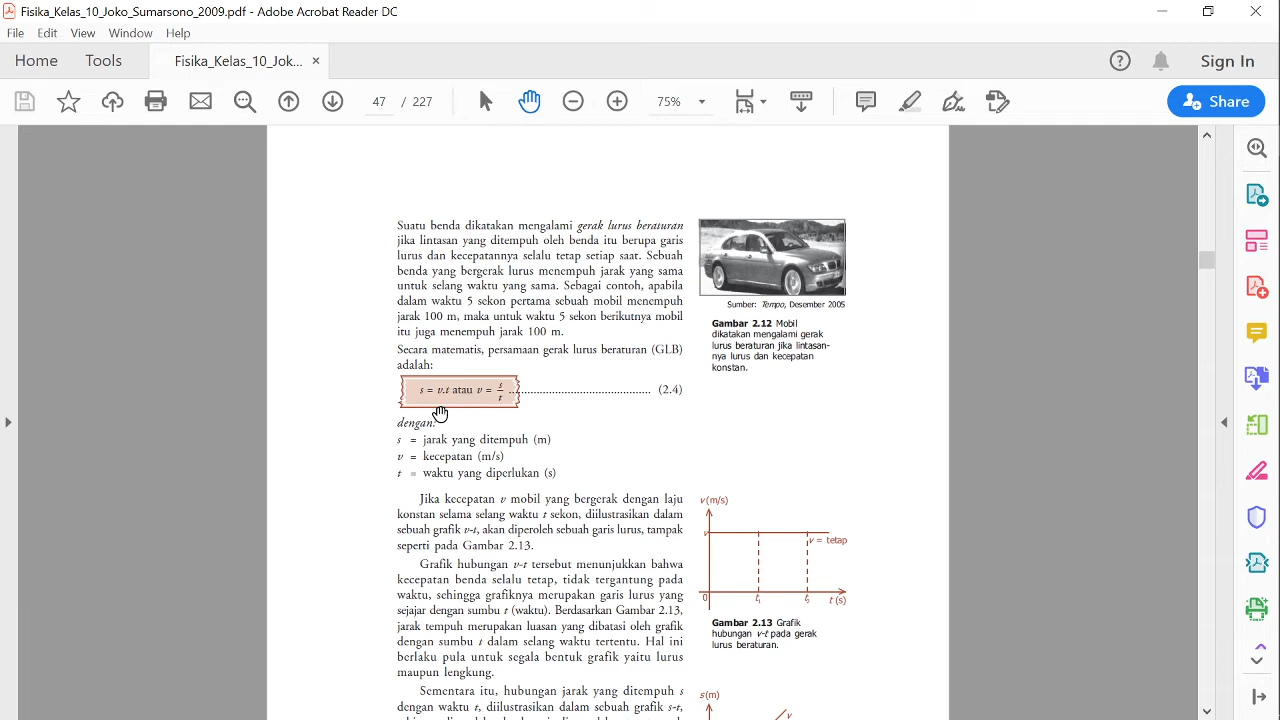 Fisika_Kelas_10_Joko_Sumarsono_2009.pdf - Adobe Acrobat Reader DC
File Edit View Window Help
Home Tools Fisika_Kelas_10_Jok... × Sign In
47 / 227 75% Share
Suatu benda dikatakan mengalami gerak lurus beraturan
jika lintasan yang ditempuh oleh benda itu berupa garis
lurus dan kecepatannya selalu tetap setiap saat. Sebuah
benda yang bergerak lurus menempuh jarak yang sama
untuk selang waktu yang sama. Sebagai contoh, apabila
dalam waktu 5 sekon pertama sebuah mobil menempuh
jarak 100 m, maka untuk waktu 5 sekon berikutnya mobil
itu juga menempuh jarak 100 m.
Secara matematis, persamaan gerak lurus beraturan (GLB)
adalah:
s = v.t atau v = s/t ............................................ (2.4)
dengan:
s = jarak yang ditempuh (m)
v = kecepatan (m/s)
t = waktu yang diperlukan (s)
Jika kecepatan v mobil yang bergerak dengan laju
konstan selama selang waktu t sekon, diilustrasikan dalam
sebuah grafik v-t, akan diperoleh sebuah garis lurus, tampak
seperti pada Gambar 2.13.
Grafik hubungan v-t tersebut menunjukkan bahwa
kecepatan benda selalu tetap, tidak tergantung pada
waktu, sehingga grafiknya merupakan garis lurus yang
sejajar dengan sumbu t (waktu). Berdasarkan Gambar 2.13,
jarak tempuh merupakan luasan yang dibatasi oleh grafik
dengan sumbu t dalam selang waktu tertentu. Hal ini
berlaku pula untuk segala bentuk grafik yaitu lurus
maupun lengkung.
Sementara itu, hubungan jarak yang ditempuh s
dengan waktu t, diilustrasikan dalam sebuah grafik s-t,
Sumber: Tempo, Desember 2005
Gambar 2.12 Mobil
dikatakan mengalami gerak
lurus beraturan jika lintasan-
nya lurus dan kecepatan
konstan.
v (m/s)
v
v = tetap
0 t1 t2 t (s)
Gambar 2.13 Grafik
hubungan v-t pada gerak
lurus beraturan.
s (m)
v